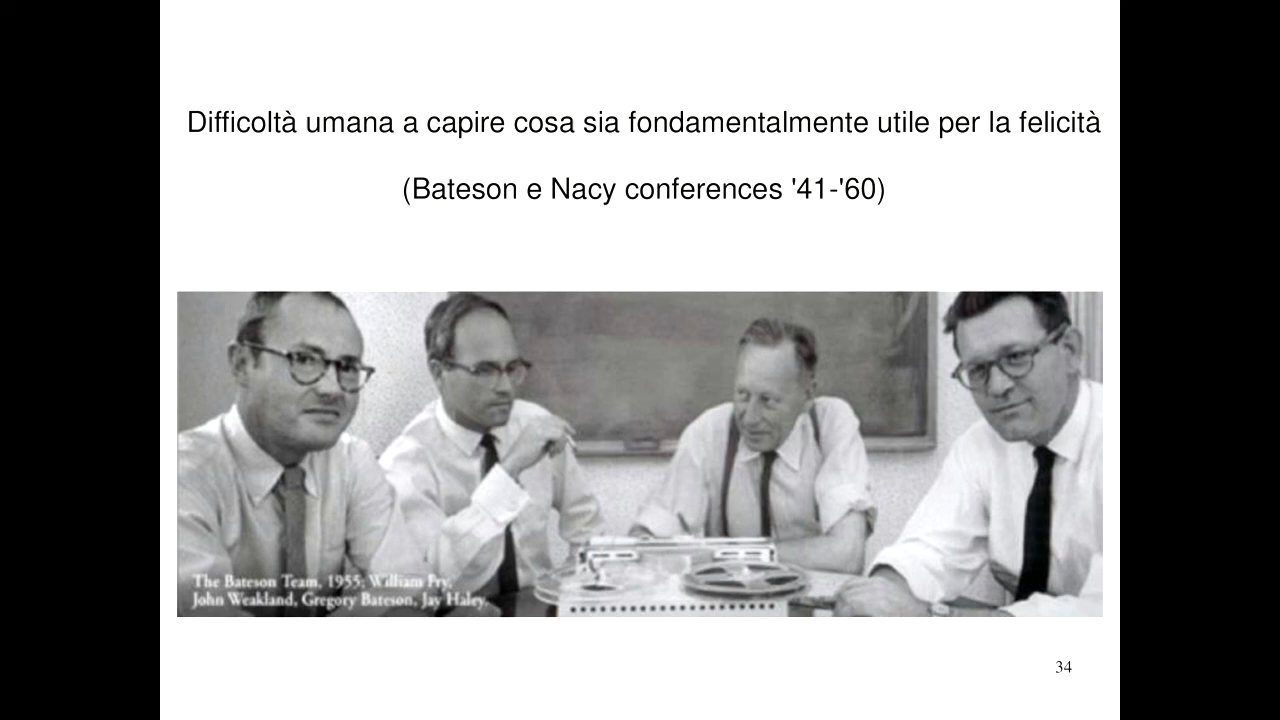 Difficoltà umana a capire cosa sia fondamentalmente utile per la felicità
(Bateson e Nacy conferences '41-'60)
The Bateson Team, 1955; William Fry,
John Weakland, Gregory Bateson, Jay Haley.
34